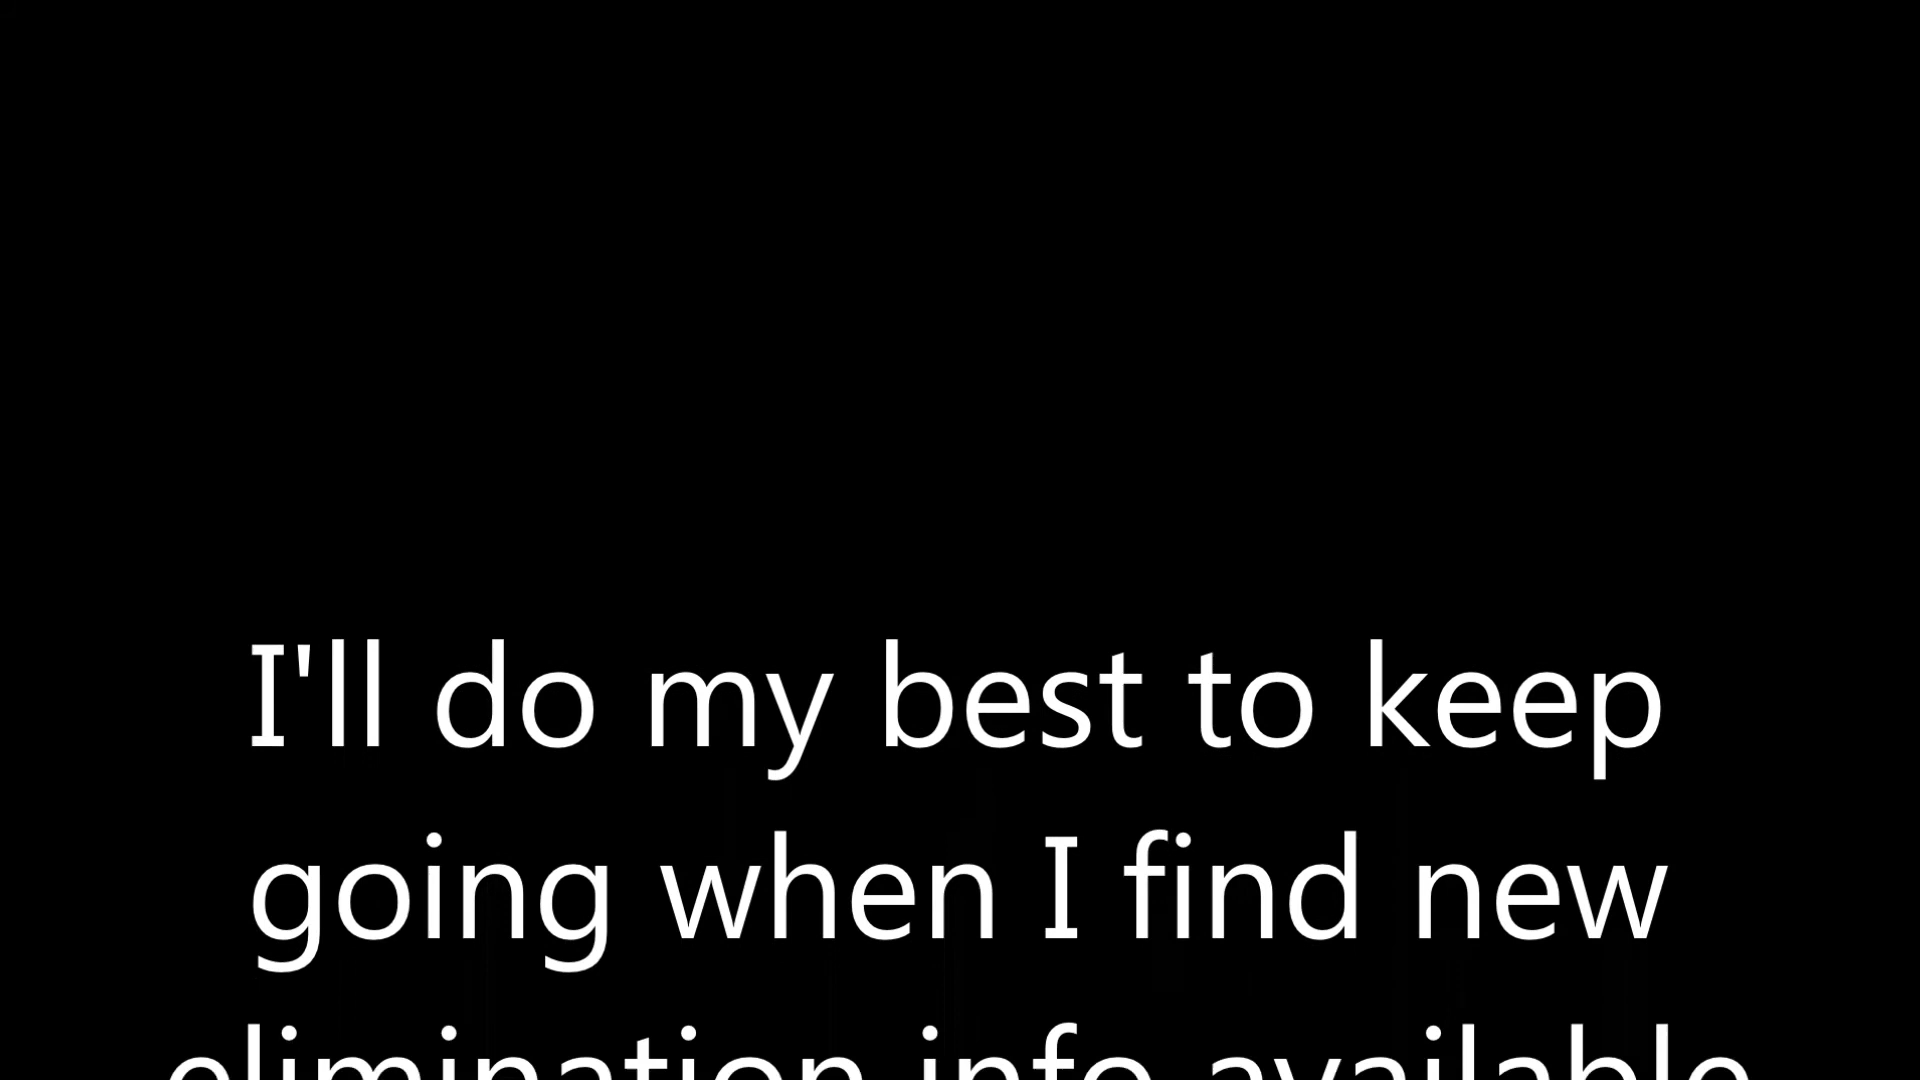 I'll do my best to keep
going when I find new
elimination info available